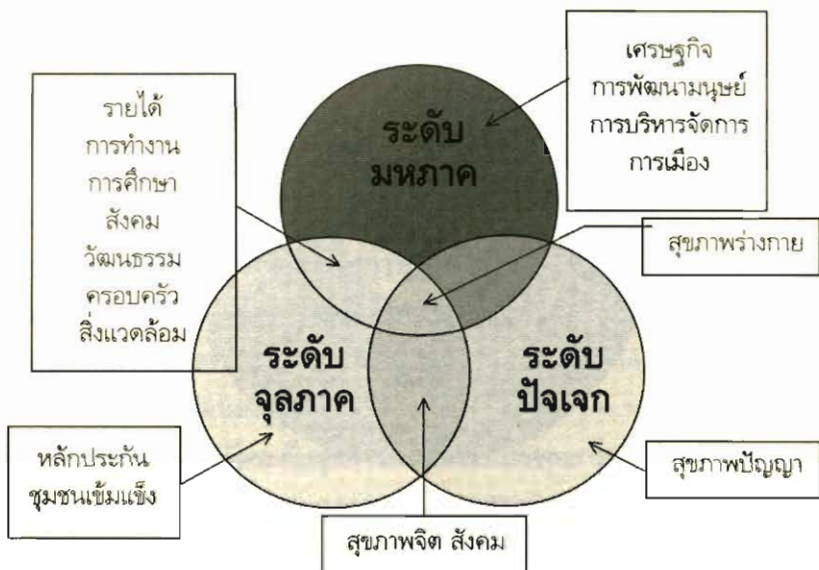 เศรษฐกิจ
การพัฒนามนุษย์
การบริหารจัดการ
การเมือง
รายได้
การทำงาน
การศึกษา
สังคม
วัฒนธรรม
ครอบครัว
สิ่งแวดล้อม
ระดับ
มหภาค
สุขภาพร่างกาย
ระดับ
จุลภาค
ระดับ
ปัจเจก
หลักประกัน
ชุมชนเข้มแข็ง
สุขภาพปัญญา
สุขภาพจิต สังคม